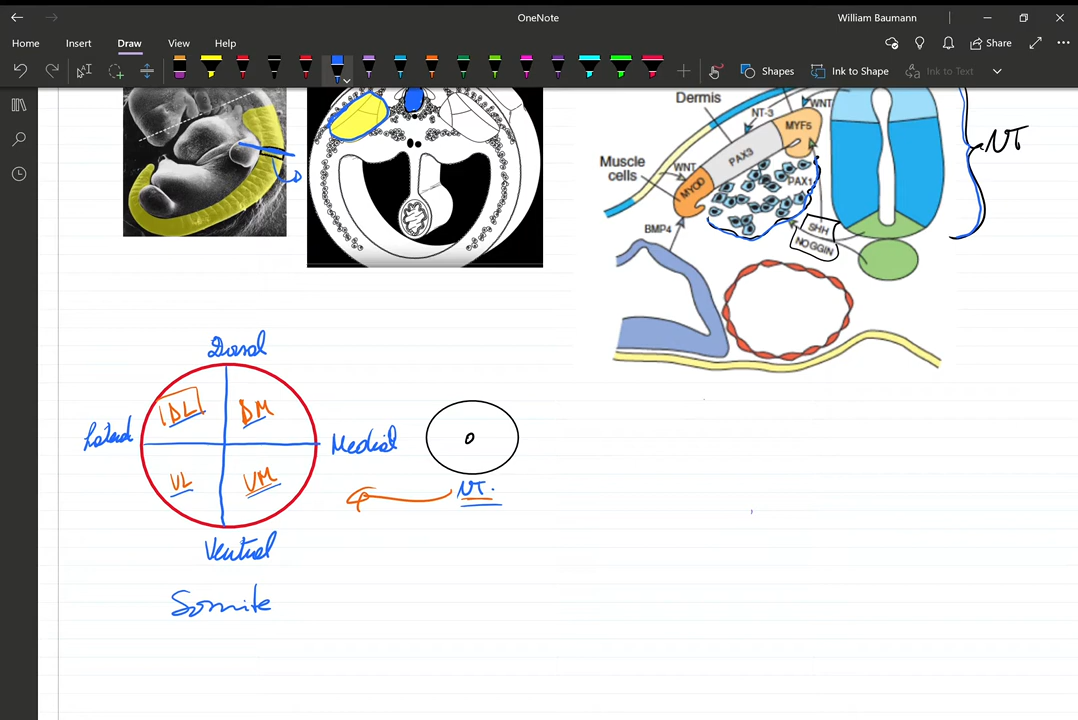 OneNote
William Baumann
Home Insert Draw View Help
Share
Shapes
Ink to Shape
Ink to Text
Dermis
NT-3
WNT
MYF5
PAX3
Muscle
cells
WNT
MYOD
PAX1
BMP4
SHH
NOGGIN
NT
Dorsal
DL DM
Lateral Medial
VL VM
NT.
Ventral
Somite